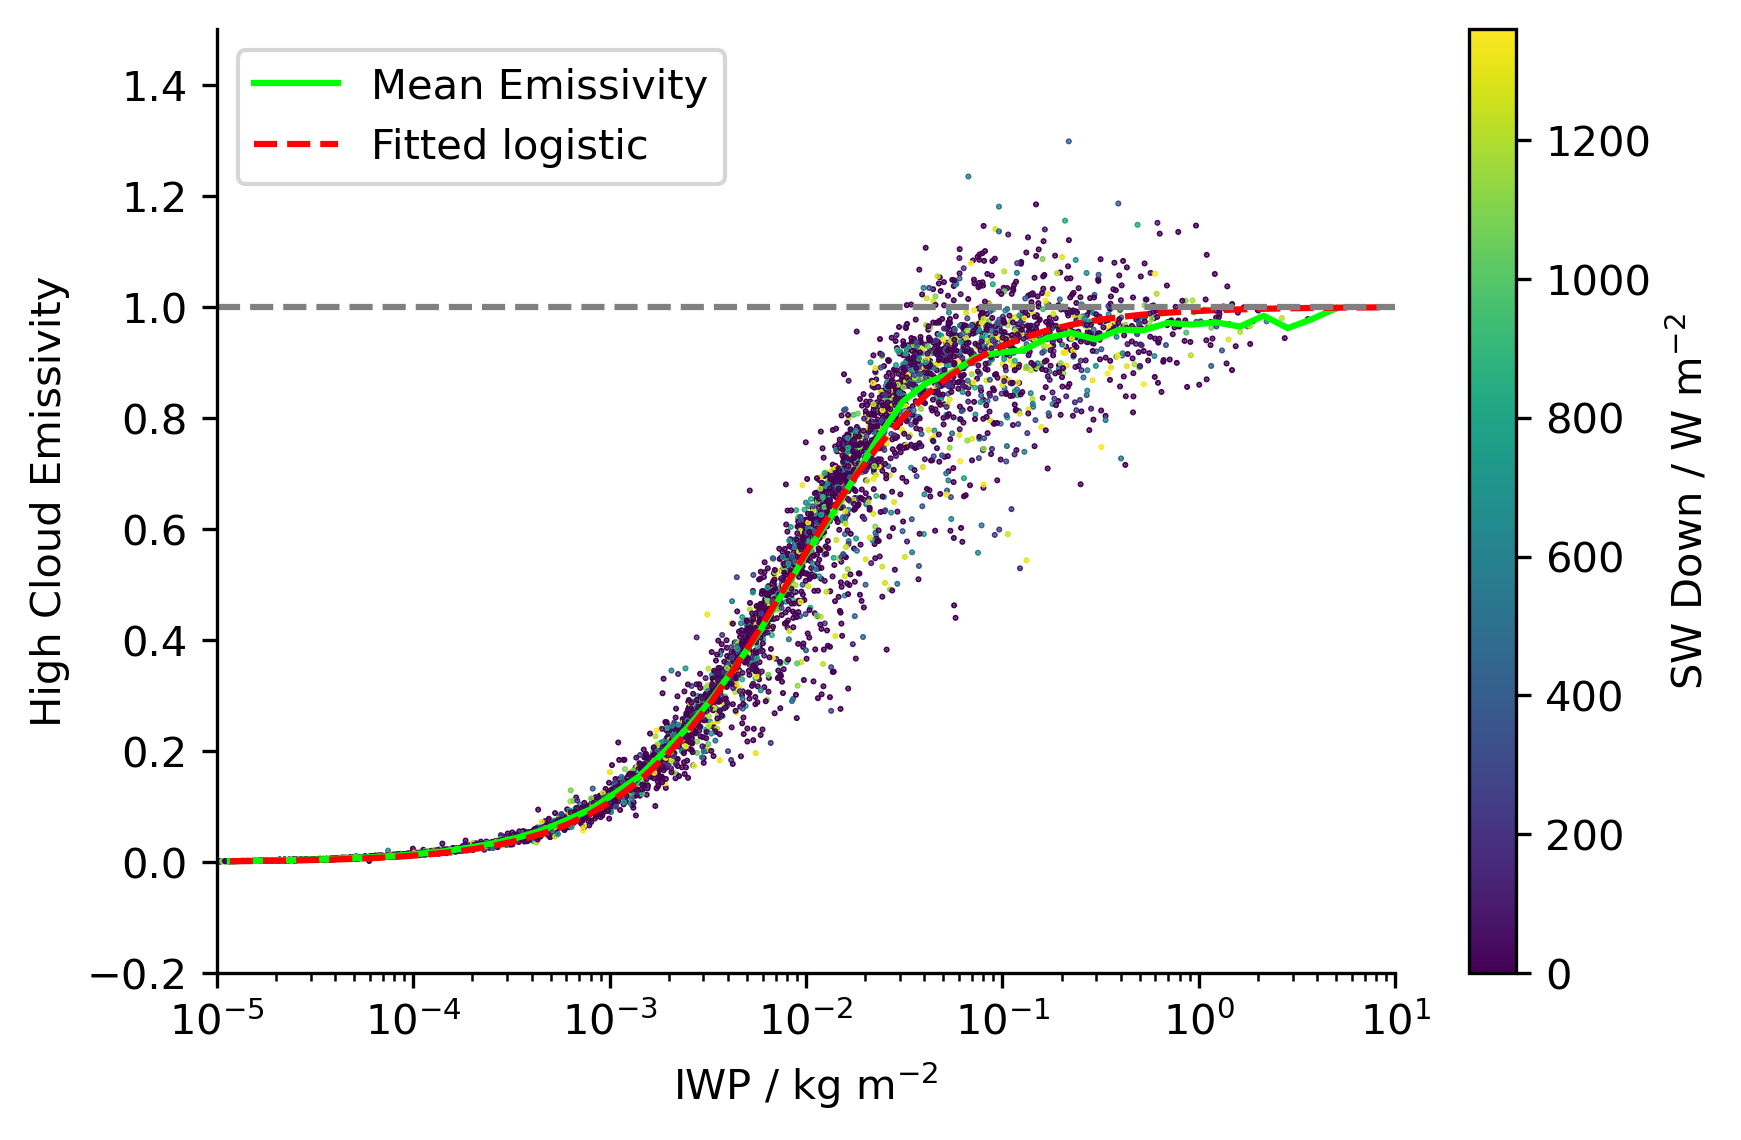 Mean Emissivity
Fitted logistic
High Cloud Emissivity
1.4
1.2
1.0
0.8
0.6
0.4
0.2
0.0
−0.2
10⁻⁵ 10⁻⁴ 10⁻³ 10⁻² 10⁻¹ 10⁰ 10¹
IWP / kg m⁻²
1200
1000
800
600
400
200
0
SW Down / W m⁻²